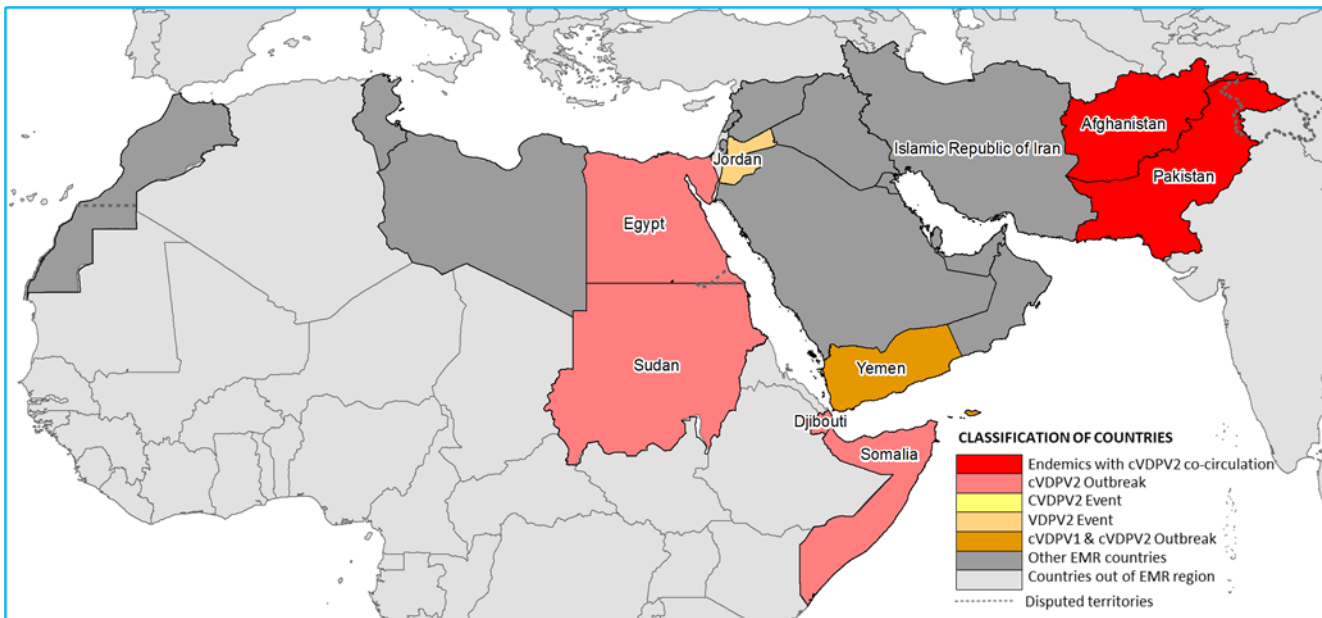 Afghanistan
Islamic Republic of Iran
Jordan
Pakistan
Egypt
Sudan
Yemen
Djibouti
Somalia
CLASSIFICATION OF COUNTRIES
Endemics with cVDPV2 co-circulation
cVDPV2 Outbreak
CVDPV2 Event
VDPV2 Event
cVDPV1 & cVDPV2 Outbreak
Other EMR countries
Countries out of EMR region
Disputed territories